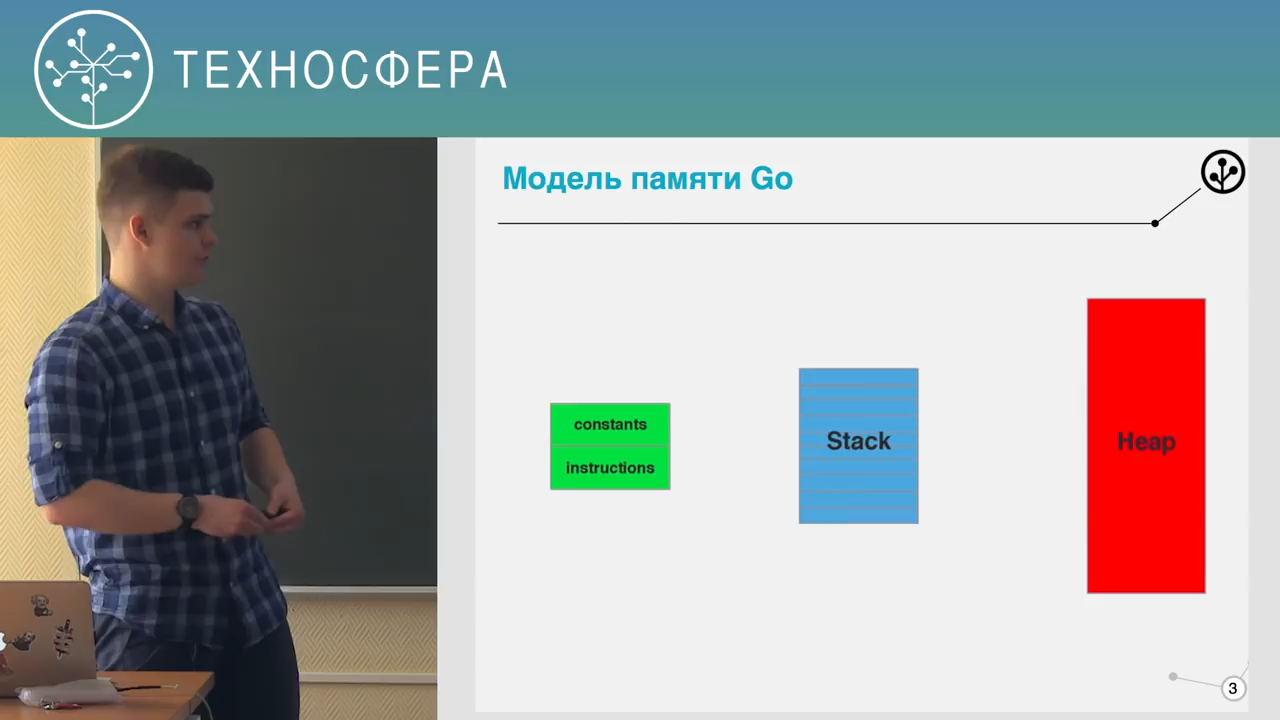 ТЕХНОСФЕРА
Модель памяти Go
constants
instructions
Stack
Heap
3